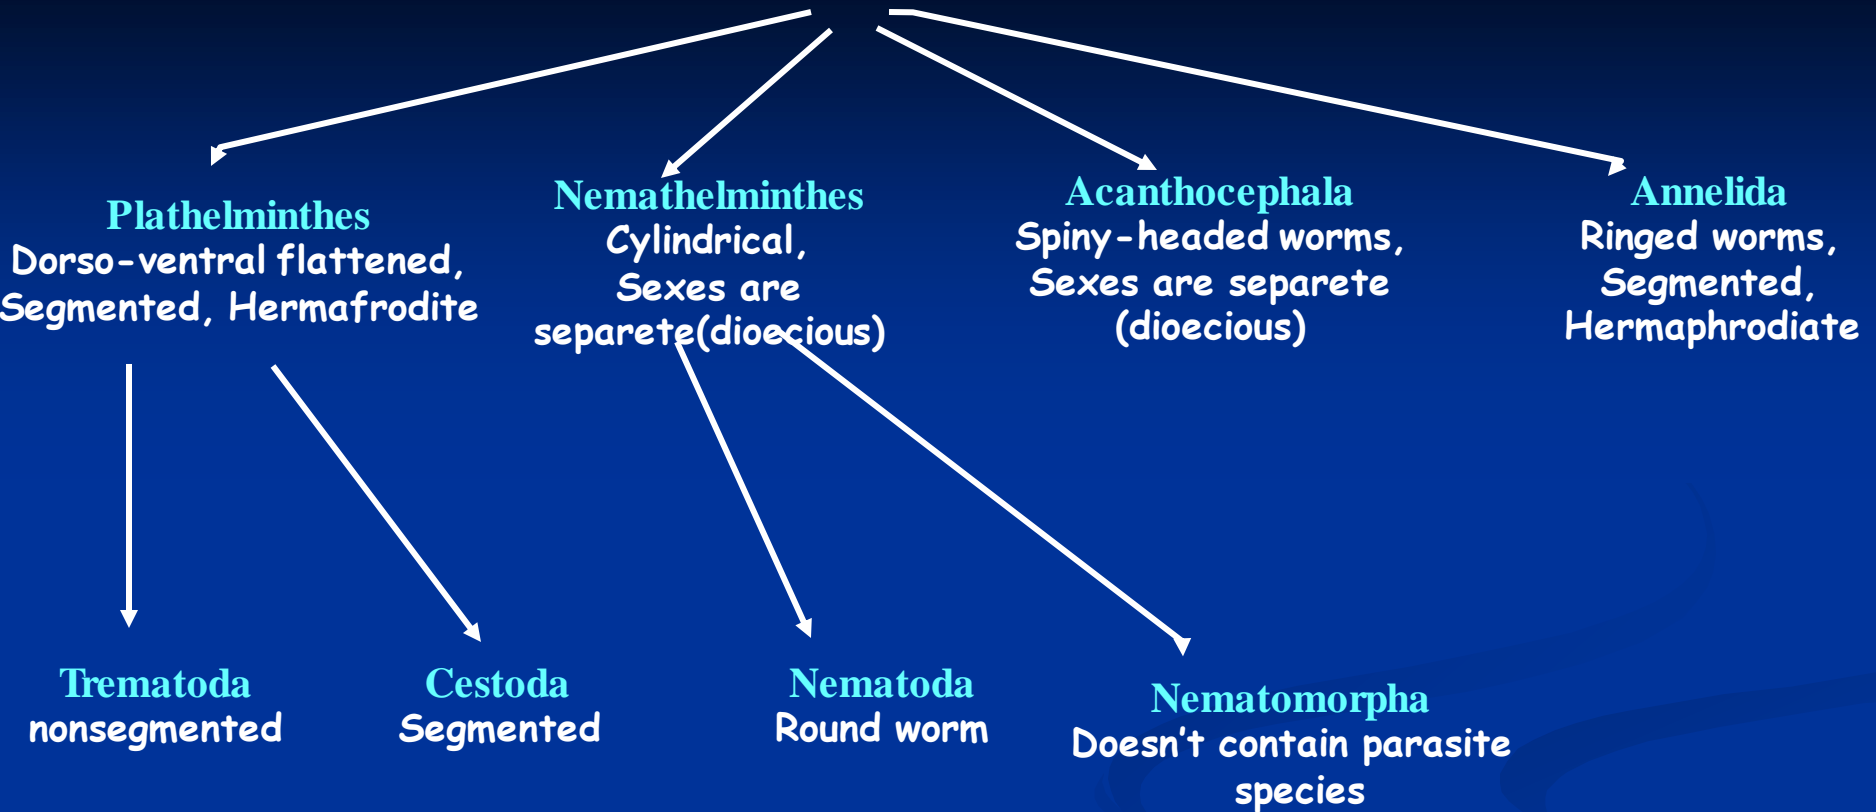 Plathelminthes
Dorso-ventral flattened,
Segmented, Hermafrodite
Nemathelminthes
Cylindrical,
Sexes are
separete(dioecious)
Acanthocephala
Spiny-headed worms,
Sexes are separete
(dioecious)
Annelida
Ringed worms,
Segmented,
Hermaphrodiate
Trematoda
nonsegmented
Cestoda
Segmented
Nematoda
Round worm
Nematomorpha
Doesn’t contain parasite
species